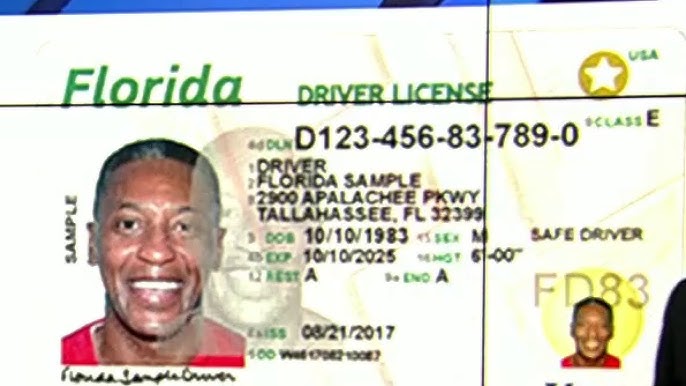 Florida DRIVER LICENSE USA
4d DLN D123-456-83-789-0 9 CLASS E
1 DRIVER
2 FLORIDA SAMPLE
8 2900 APALACHEE PKWY
TALLAHASSEE, FL 32399
3 DOB 10/10/1983 15 SEX M SAFE DRIVER
4b EXP 10/10/2025 16 HGT 6'-00"
12 REST A 9a END A
FD83
4a ISS 08/21/2017
5 DD W461708210067
SAMPLE
Florida Sample Driver